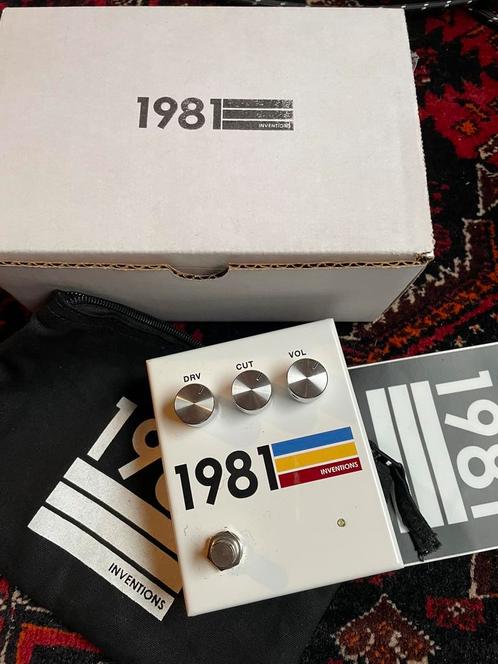 1981
INVENTIONS
DRV CUT VOL
1981
INVENTIONS
198
INVENTIONS
1981